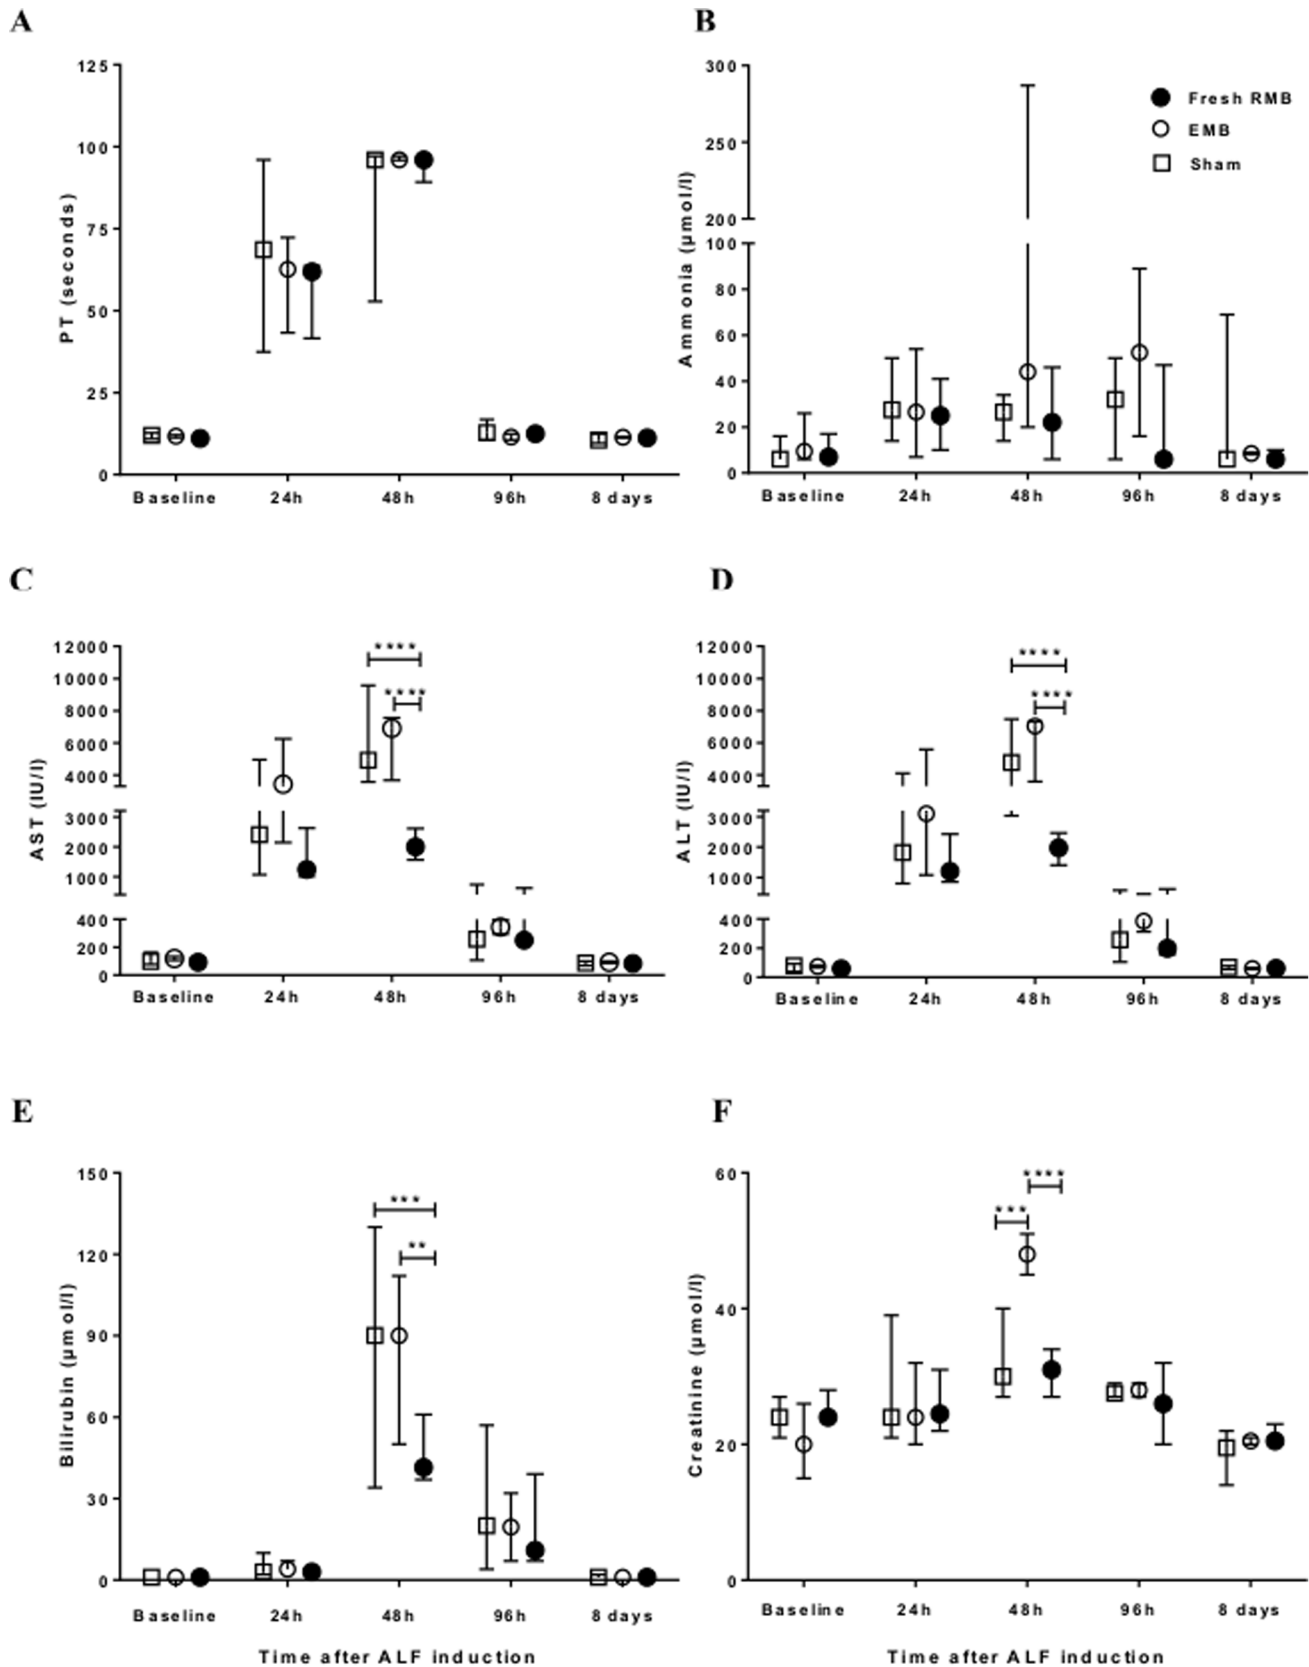 A
B
125
100
75
50
25
0
PT (seconds)
Baseline
24h
48h
96h
8 days
300
250
200
100
80
60
40
20
0
Ammonia (μmol/l)
Fresh RMB
EMB
Sham
Baseline
24h
48h
96h
8 days
C
D
12000
10000
8000
6000
4000
3000
2000
1000
400
200
0
AST (IU/l)
****
****
Baseline
24h
48h
96h
8 days
12000
10000
8000
6000
4000
3000
2000
1000
400
200
0
ALT (IU/l)
****
****
Baseline
24h
48h
96h
8 days
E
F
150
120
90
60
30
0
Bilirubin (μmol/l)
***
**
Baseline
24h
48h
96h
8 days
Time after ALF induction
60
40
20
0
Creatinine (μmol/l)
****
***
Baseline
24h
48h
96h
8 days
Time after ALF induction